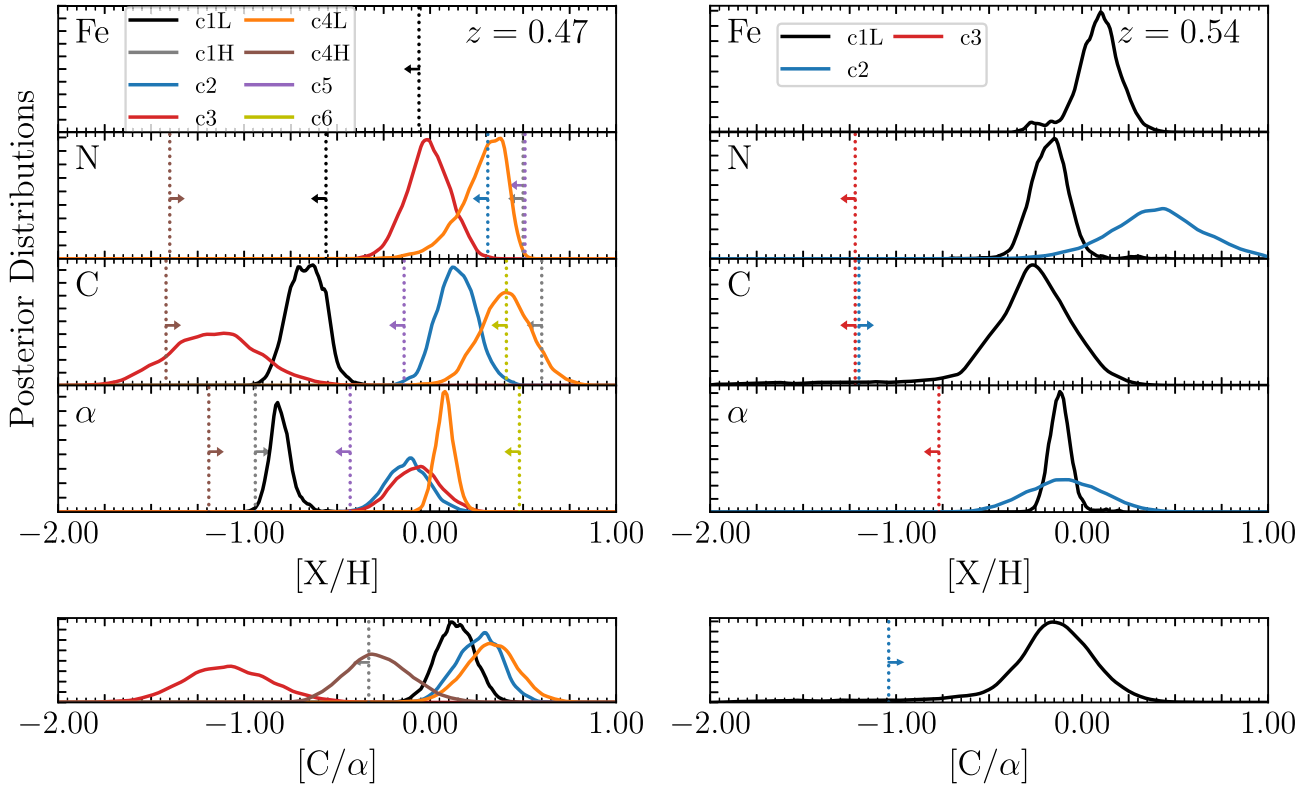 Fe
c1L
c4L
c1H
c4H
c2
c5
c3
c6
z = 0.47
N
C
α
Posterior Distributions
−2.00
−1.00
0.00
1.00
[X/H]
−2.00
−1.00
0.00
1.00
[C/α]
Fe
c1L
c3
c2
z = 0.54
N
C
α
−2.00
−1.00
0.00
1.00
[X/H]
−2.00
−1.00
0.00
1.00
[C/α]